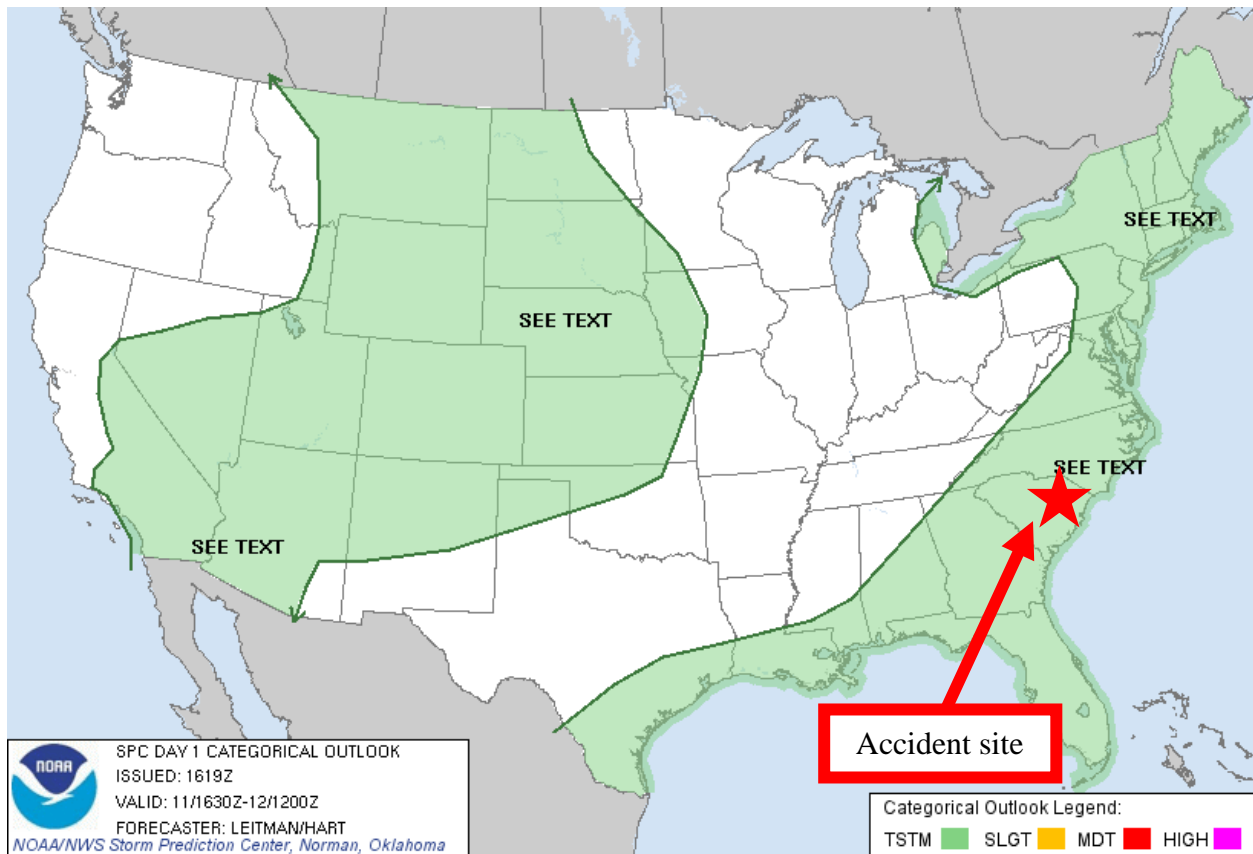 SEE TEXT
SEE TEXT
SEE TEXT
SEE TEXT
Accident site
NOAA
SPC DAY 1 CATEGORICAL OUTLOOK
ISSUED: 1619Z
VALID: 11/1630Z-12/1200Z
FORECASTER: LEITMAN/HART
NOAA/NWS Storm Prediction Center, Norman, Oklahoma
Categorical Outlook Legend:
TSTM SLGT MDT HIGH